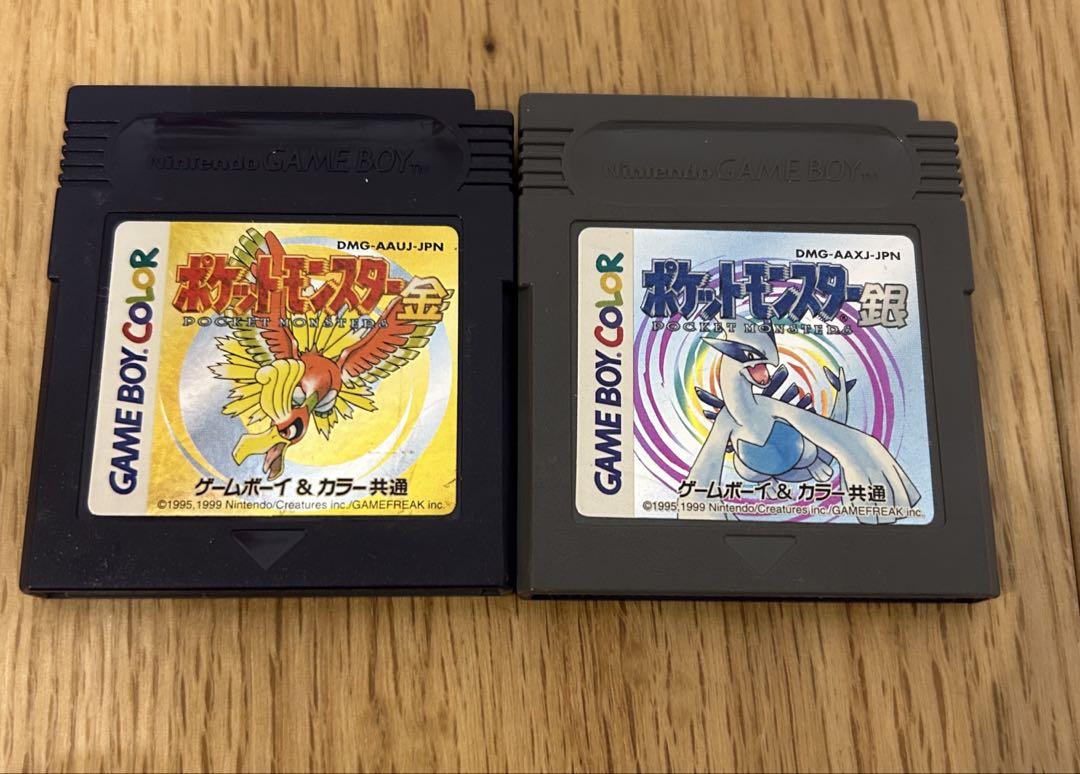 Nintendo GAME BOY™
GAME BOY COLOR
DMG-AAUJ-JPN
ポケットモンスター金
POCKET MONSTERS
ゲームボーイ & カラー共通
©1995,1999 Nintendo/Creatures inc./GAMEFREAK inc.
Nintendo GAME BOY™
GAME BOY COLOR
DMG-AAXJ-JPN
ポケットモンスター銀
POCKET MONSTERS
ゲームボーイ & カラー共通
©1995,1999 Nintendo/Creatures inc./GAMEFREAK inc.